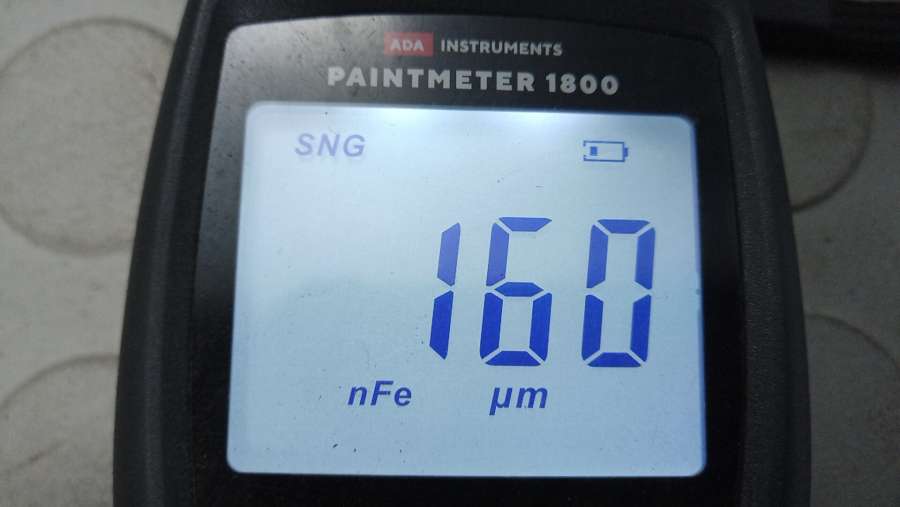 ADA INSTRUMENTS
PAINTMETER 1800
SNG
160
nFe µm